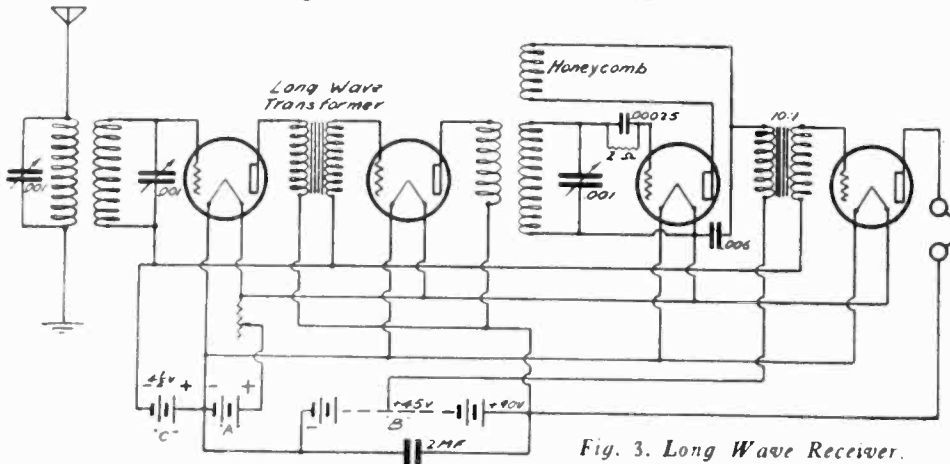 Honeycomb
Long Wave
Transformer
.00025
2 Ω
10:1
.001
.001
.001
.006
- 4½V +
- +
"C"
"A"
-
+45V
"B"
+90V
2MF
Fig. 3. Long Wave Receiver.